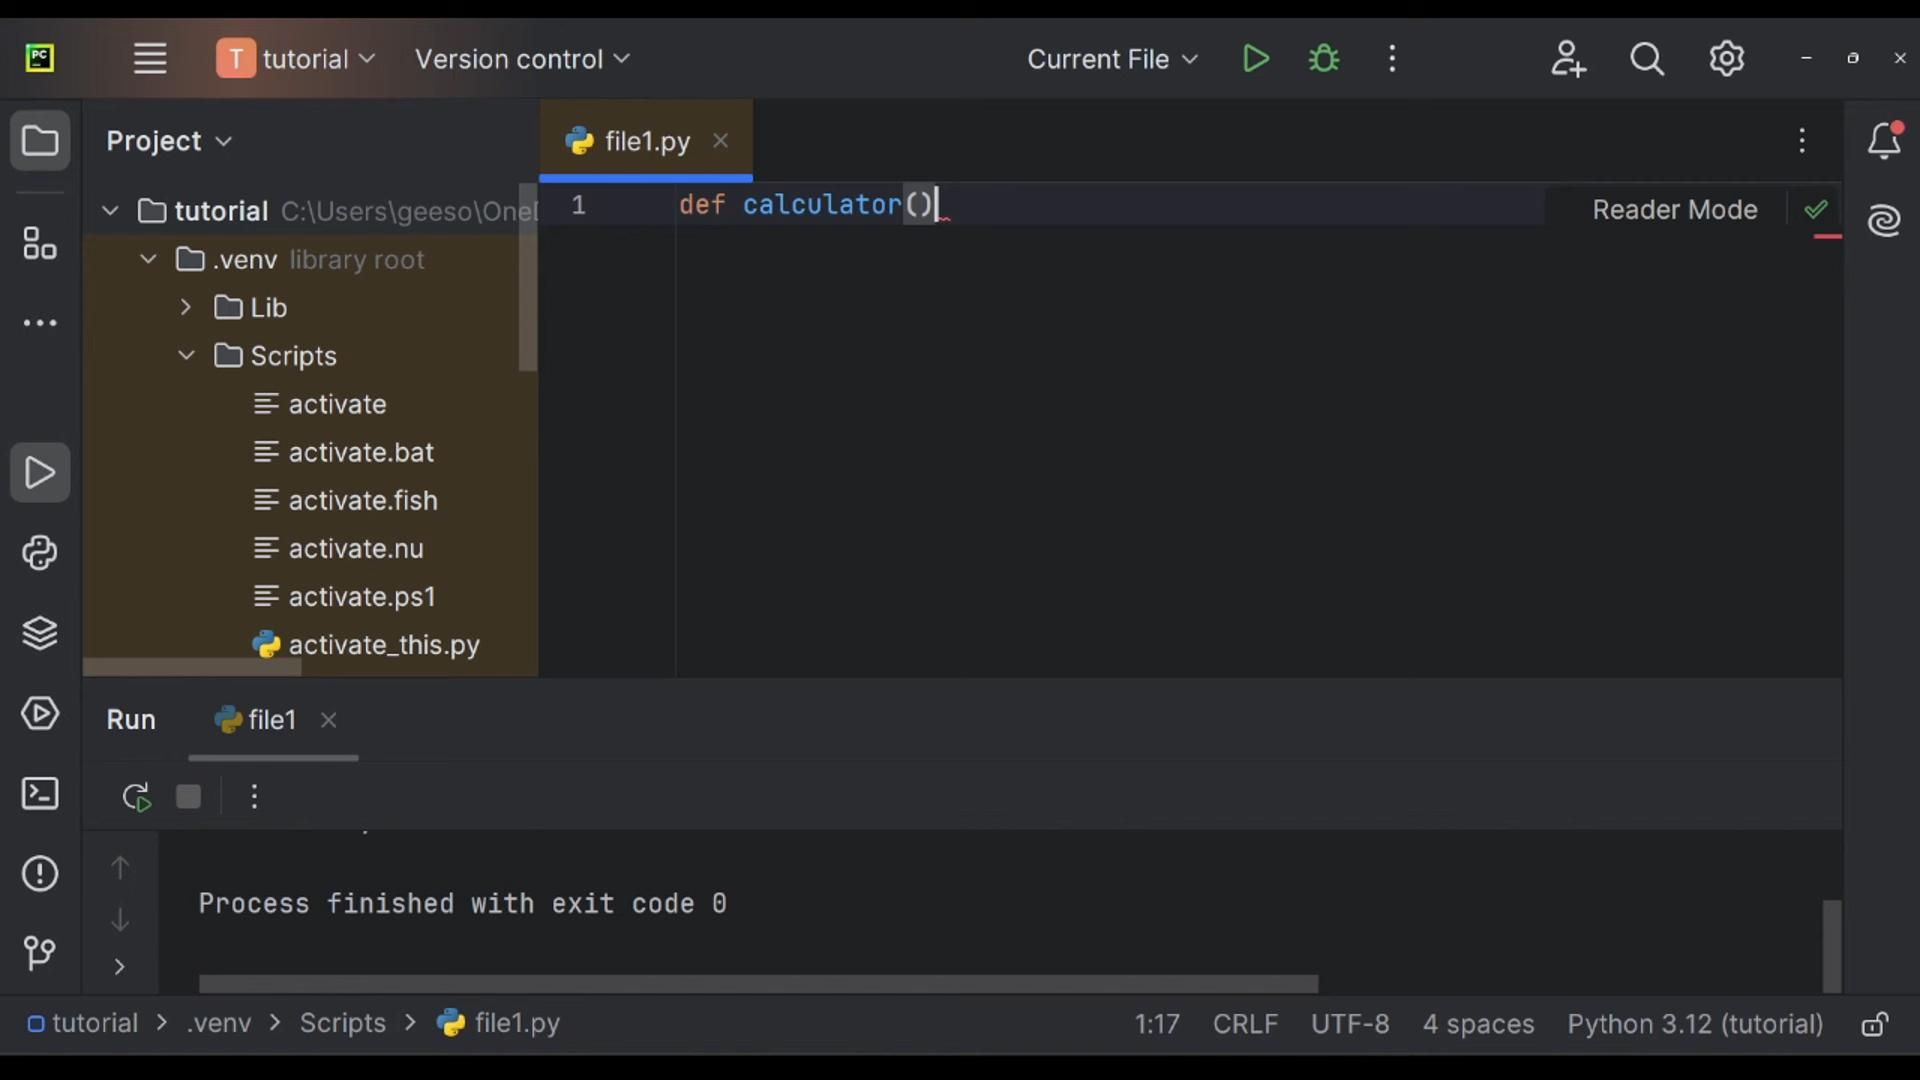 PC
T tutorial Version control Current File
Project
file1.py
tutorial C:\Users\geeso\OneD
1 def calculator()
Reader Mode
.venv library root
Lib
Scripts
activate
activate.bat
activate.fish
activate.nu
activate.ps1
activate_this.py
Run file1
Process finished with exit code 0
tutorial > .venv > Scripts > file1.py 1:17 CRLF UTF-8 4 spaces Python 3.12 (tutorial)